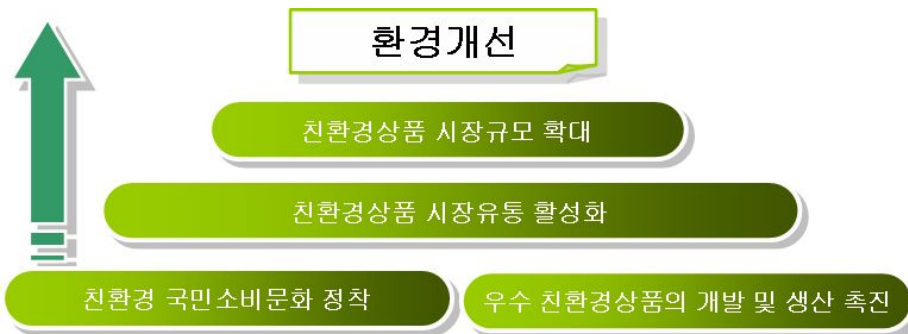 환경개선
친환경상품 시장규모 확대
친환경상품 시장유통 활성화
친환경 국민소비문화 정착
우수 친환경상품의 개발 및 생산 촉진